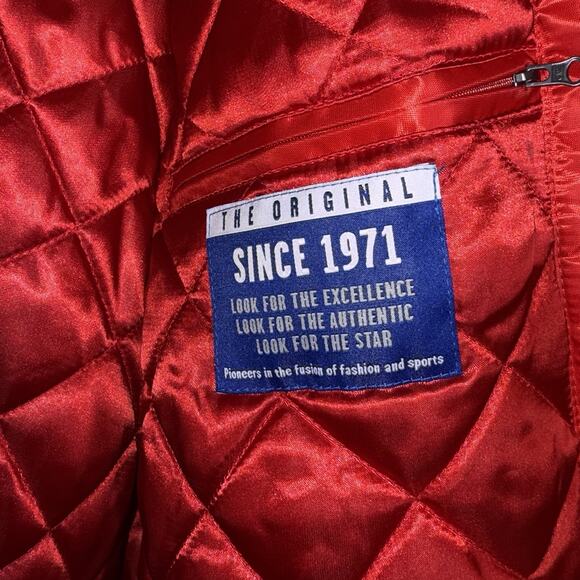 THE ORIGINAL
SINCE 1971
LOOK FOR THE EXCELLENCE
LOOK FOR THE AUTHENTIC
LOOK FOR THE STAR
Pioneers in the fusion of fashion and sports